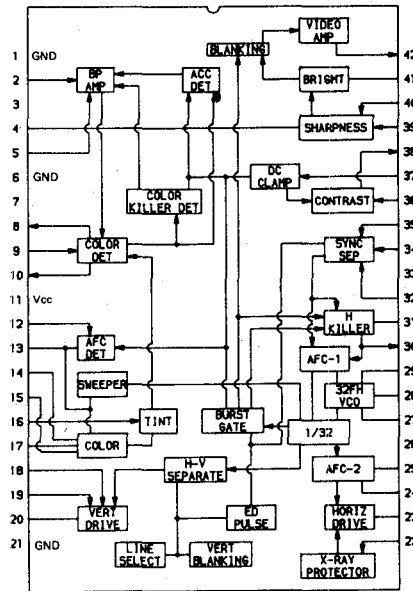 VIDEO
AMP
1 GND
BLANKING
42
2
BP
AMP
ACC
DET
BRIGHT
41
3
40
4
SHARPNESS
39
5
38
6 GND
DC
CLAMP
37
7
COLOR
KILLER DET
CONTRAST
36
8
35
9
COLOR
DET
SYNC
SEP
34
10
33
11 Vcc
32
12
H
KILLER
31
13
AFC
DET
AFC-1
30
14
SWEEPER
29
15
32FH
VCO
28
27
16
TINT
BURST
GATE
17
COLOR
1/32
26
18
H-V
SEPARATE
AFC-2
25
19
24
20
VERT
DRIVE
ED
PULSE
HORIZ
DRIVE
23
21 GND
LINE
SELECT
VERT
BLANKING
X-RAY
PROTECTOR
22